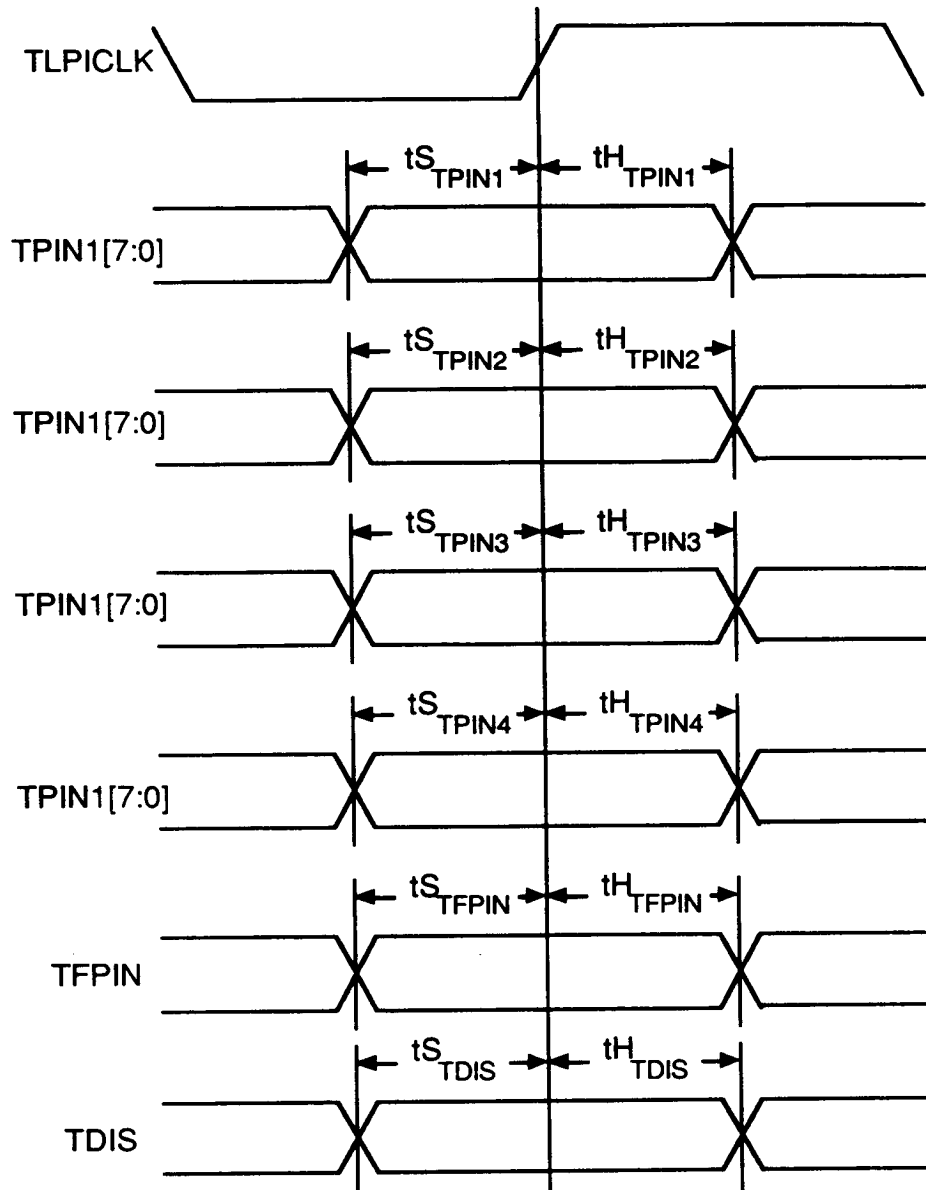 TLPICLK
tS TPIN1 tH TPIN1
TPIN1[7:0]
tS TPIN2 tH TPIN2
TPIN1[7:0]
tS TPIN3 tH TPIN3
TPIN1[7:0]
tS TPIN4 tH TPIN4
TPIN1[7:0]
tS TFPIN tH TFPIN
TFPIN
tS TDIS tH TDIS
TDIS